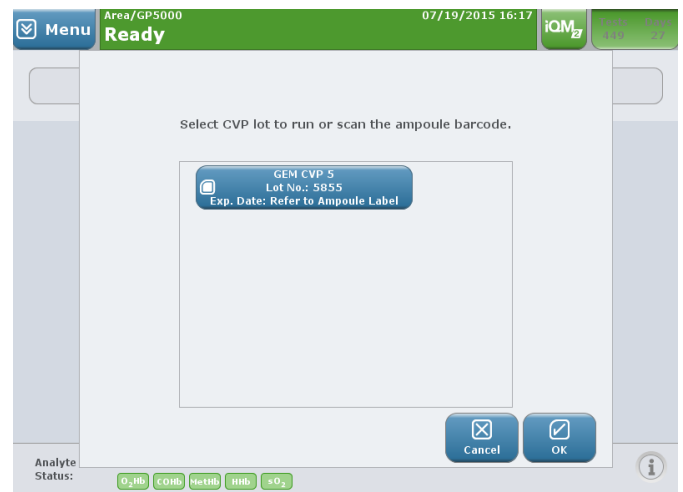 Menu
Area/GP5000
07/19/2015 16:17
Ready
iQM2
Tests Days
449 27
Select CVP lot to run or scan the ampoule barcode.
GEM CVP 5
Lot No.: 5855
Exp. Date: Refer to Ampoule Label
Cancel
OK
Analyte
Status:
O2Hb COHb MetHb HHb sO2
i